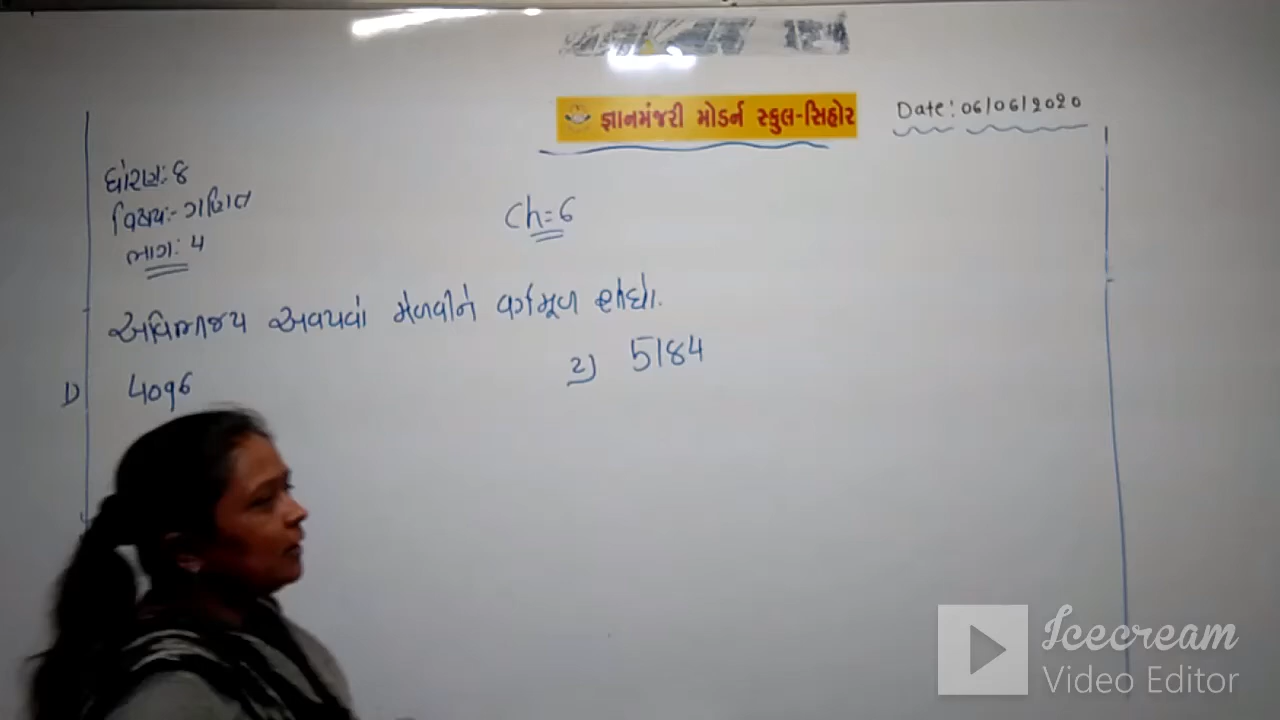 જ્ઞાનમંજરી મોડર્ન સ્કુલ-સિહોર
Date: 06/06/2020
ધોરણ: 8
વિષય:- ગણિત
ભાગ: 4
Ch = 6
અવિભાજ્ય અવયવો મેળવીને વર્ગમૂળ શોધો.
1) 4096
2) 5184
Icecream
Video Editor